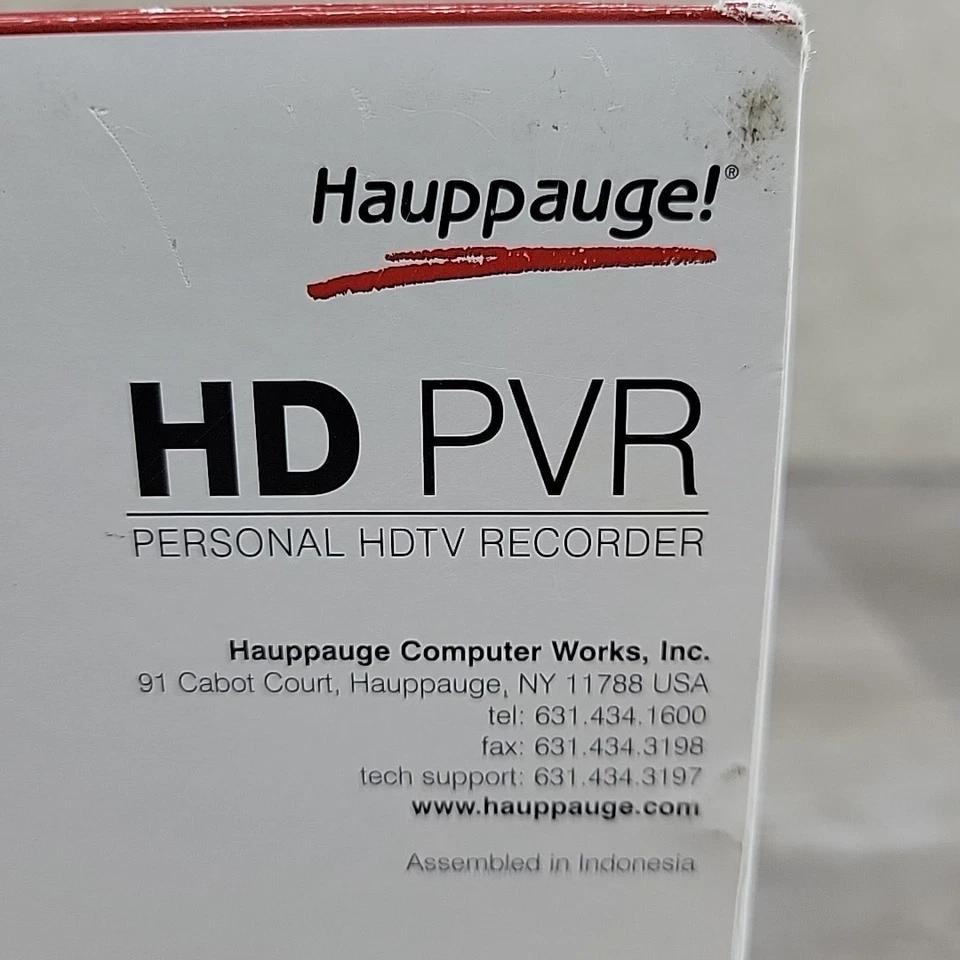 Hauppauge!®
HD PVR
PERSONAL HDTV RECORDER
Hauppauge Computer Works, Inc.
91 Cabot Court, Hauppauge, NY 11788 USA
tel: 631.434.1600
fax: 631.434.3198
tech support: 631.434.3197
www.hauppauge.com
Assembled in Indonesia